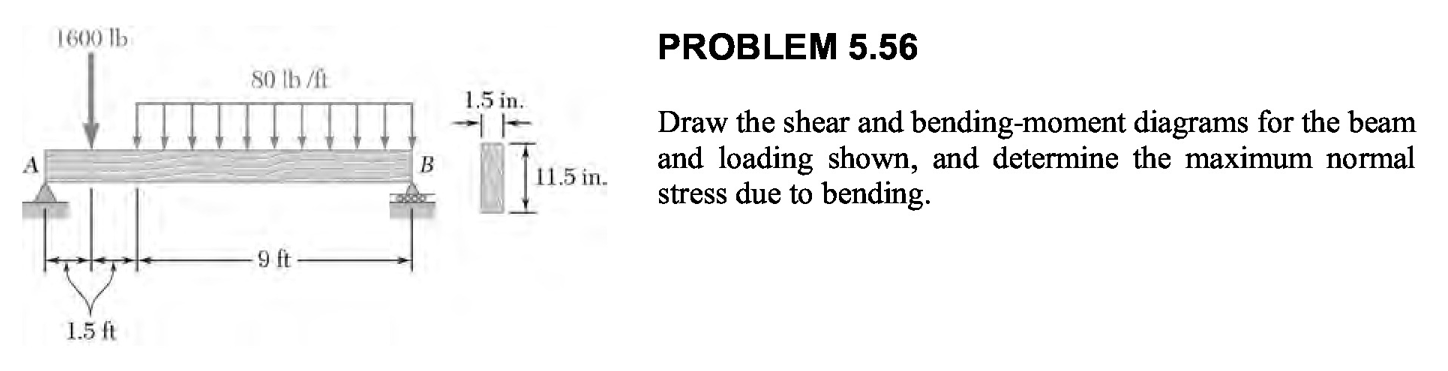 1600 lb
80 lb/ft
A
B
1.5 in.
11.5 in.
9 ft
1.5 ft
PROBLEM 5.56
Draw the shear and bending-moment diagrams for the beam
and loading shown, and determine the maximum normal
stress due to bending.